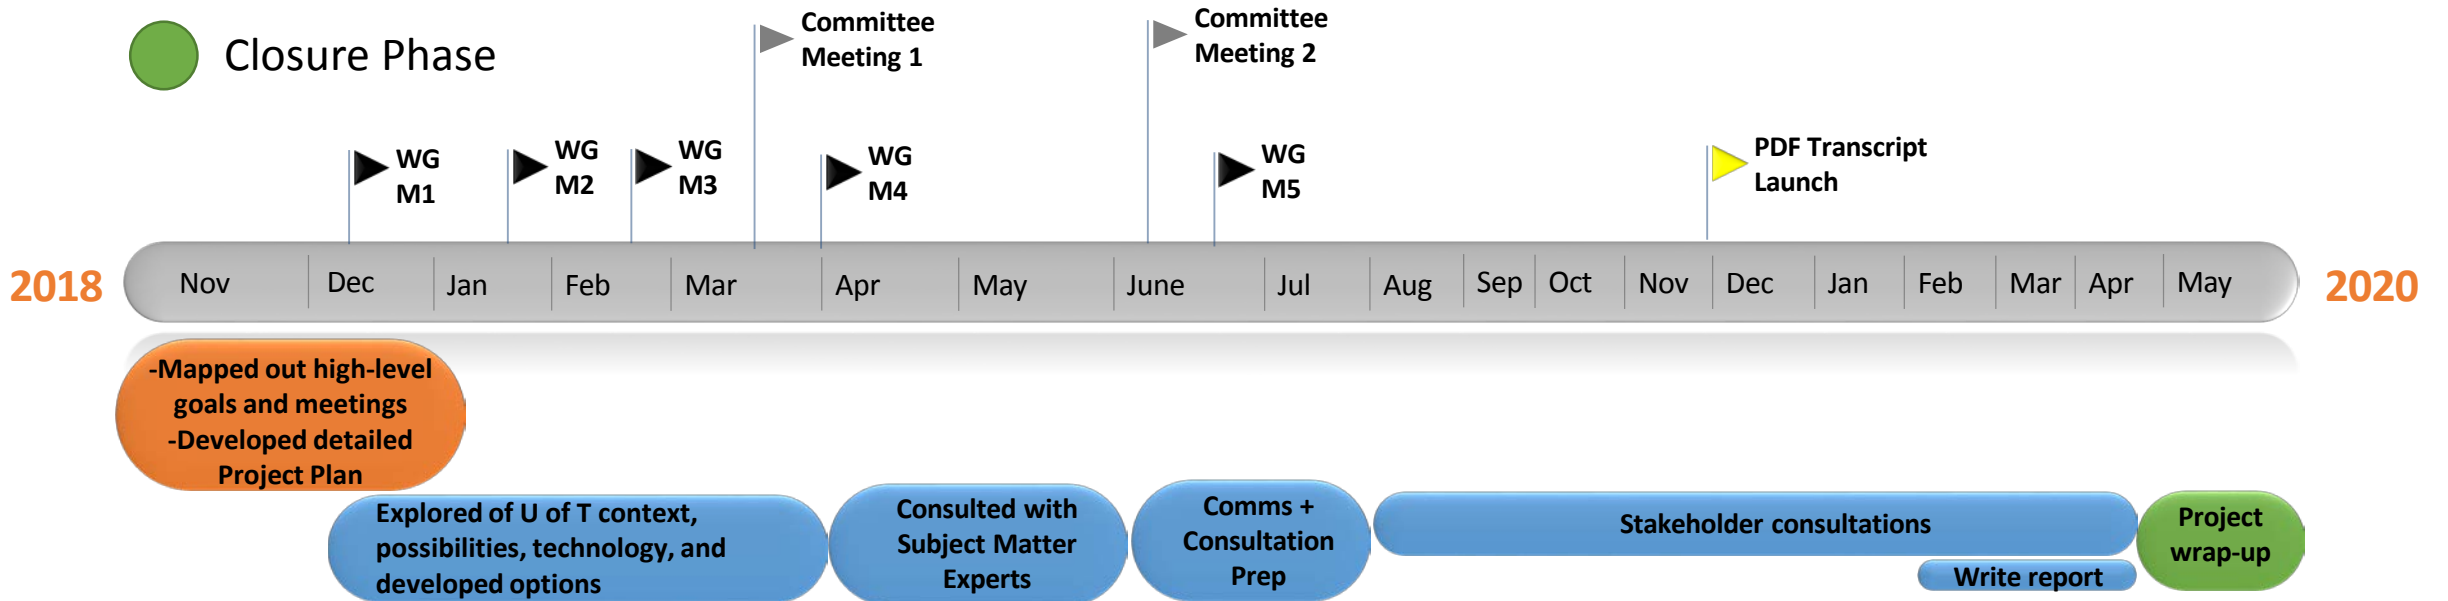 Closure Phase
Committee
Meeting 1
Committee
Meeting 2
WG
M1
WG
M2
WG
M3
WG
M4
WG
M5
PDF Transcript
Launch
2018
Nov
Dec
Jan
Feb
Mar
Apr
May
June
Jul
Aug
Sep
Oct
Nov
Dec
Jan
Feb
Mar
Apr
May
2020
-Mapped out high-level
goals and meetings
-Developed detailed
Project Plan
Explored of U of T context,
possibilities, technology, and
developed options
Consulted with
Subject Matter
Experts
Comms +
Consultation
Prep
Stakeholder consultations
Write report
Project
wrap-up